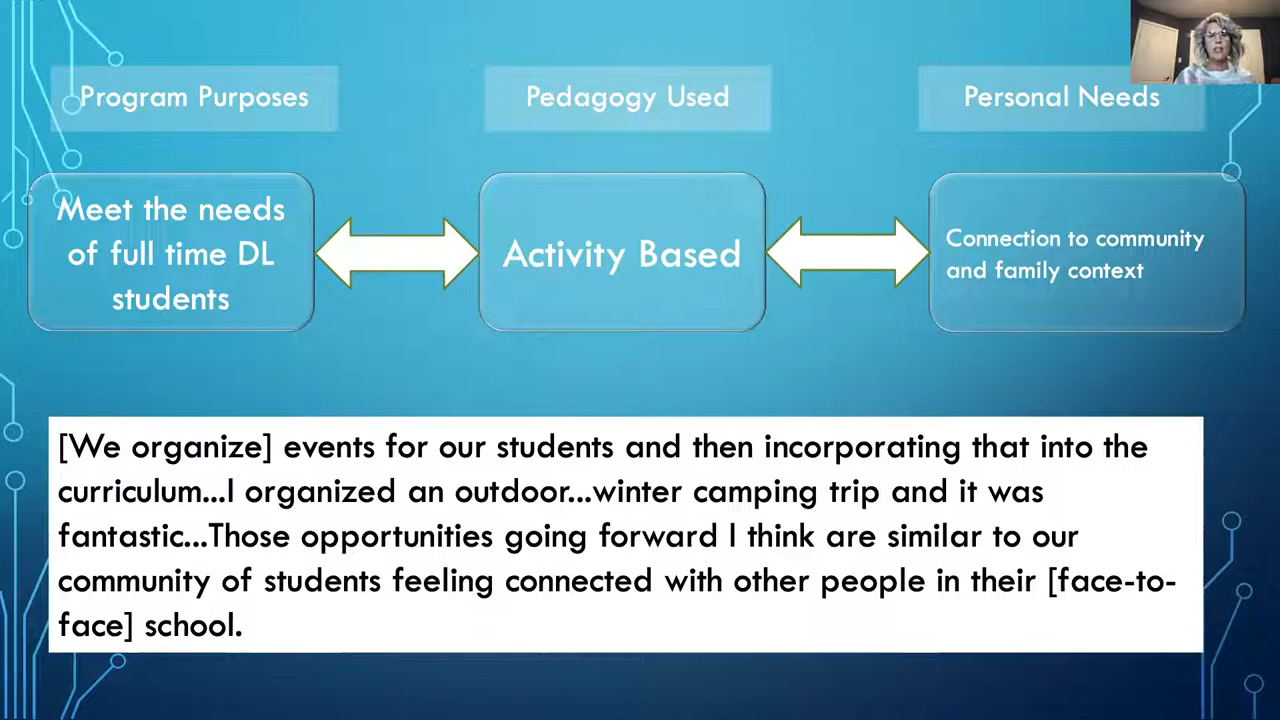 Program Purposes
Pedagogy Used
Personal Needs
Meet the needs
of full time DL
students
Activity Based
Connection to community
and family context
[We organize] events for our students and then incorporating that into the
curriculum...I organized an outdoor...winter camping trip and it was
fantastic...Those opportunities going forward I think are similar to our
community of students feeling connected with other people in their [face-to-
face] school.